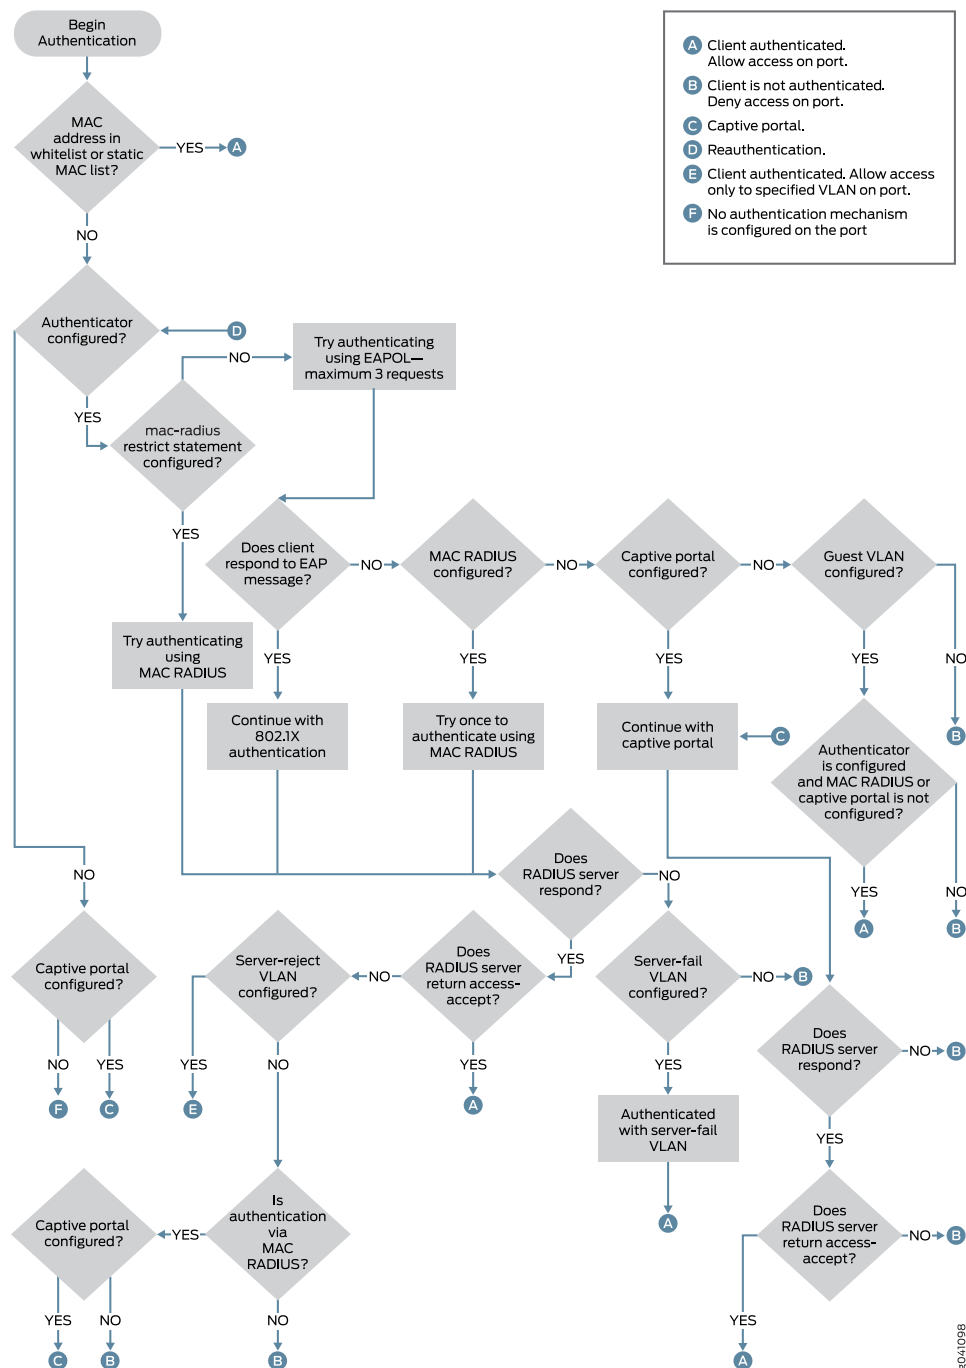 Begin
Authentication
A Client authenticated.
Allow access on port.
B Client is not authenticated.
Deny access on port.
C Captive portal.
D Reauthentication.
E Client authenticated. Allow access
only to specified VLAN on port.
F No authentication mechanism
is configured on the port
MAC
address in
whitelist or static
MAC list?
YES
A
NO
Authenticator
configured?
D
NO
Try authenticating
using EAPOL—
maximum 3 requests
YES
mac-radius
restrict statement
configured?
YES
Does client
respond to EAP
message?
NO
MAC RADIUS
configured?
NO
Captive portal
configured?
NO
Guest VLAN
configured?
Try authenticating
using
MAC RADIUS
YES
YES
YES
YES
NO
Continue with
802.1X
authentication
Try once to
authenticate using
MAC RADIUS
Continue with
captive portal
C
B
Authenticator
is configured
and MAC RADIUS or
captive portal is not
configured?
Does
RADIUS server
respond?
NO
NO
YES
NO
A
B
Captive portal
configured?
Server-reject
VLAN
configured?
NO
Does
RADIUS server
return access-
accept?
YES
Server-fail
VLAN
configured?
NO
B
Does
RADIUS server
respond?
NO
B
NO
YES
YES
NO
YES
YES
F
C
E
A
Authenticated
with server-fail
VLAN
YES
A
Captive portal
configured?
YES
Is
authentication
via
MAC
RADIUS?
Does
RADIUS server
return access-
accept?
NO
B
YES
NO
NO
YES
C
B
B
A
g041098